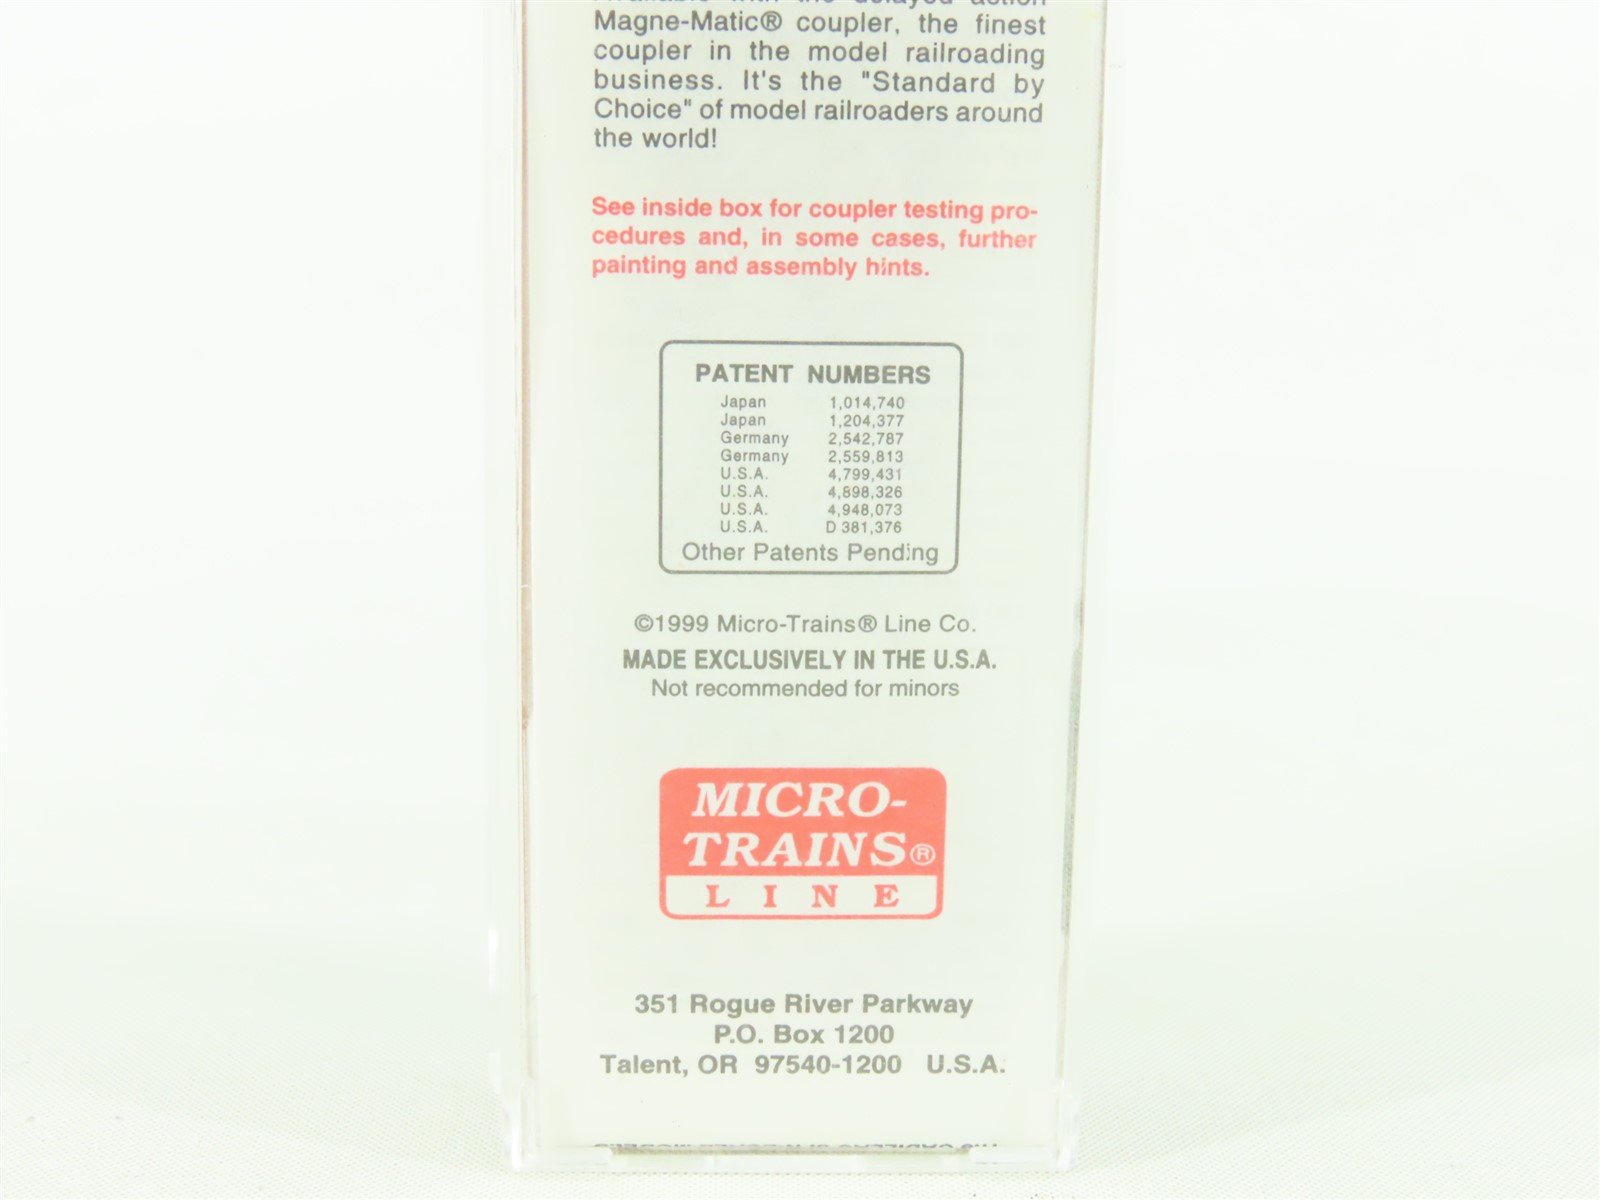 Available with the delayed action
Magne-Matic® coupler, the finest
coupler in the model railroading
business. It's the "Standard by
Choice" of model railroaders around
the world!
See inside box for coupler testing pro-
cedures and, in some cases, further
painting and assembly hints.
PATENT NUMBERS
Japan 1,014,740
Japan 1,204,377
Germany 2,542,787
Germany 2,559,813
U.S.A. 4,799,431
U.S.A. 4,898,326
U.S.A. 4,948,073
U.S.A. D 381,376
Other Patents Pending
©1999 Micro-Trains® Line Co.
MADE EXCLUSIVELY IN THE U.S.A.
Not recommended for minors
MICRO-
TRAINS®
LINE
351 Rogue River Parkway
P.O. Box 1200
Talent, OR 97540-1200 U.S.A.